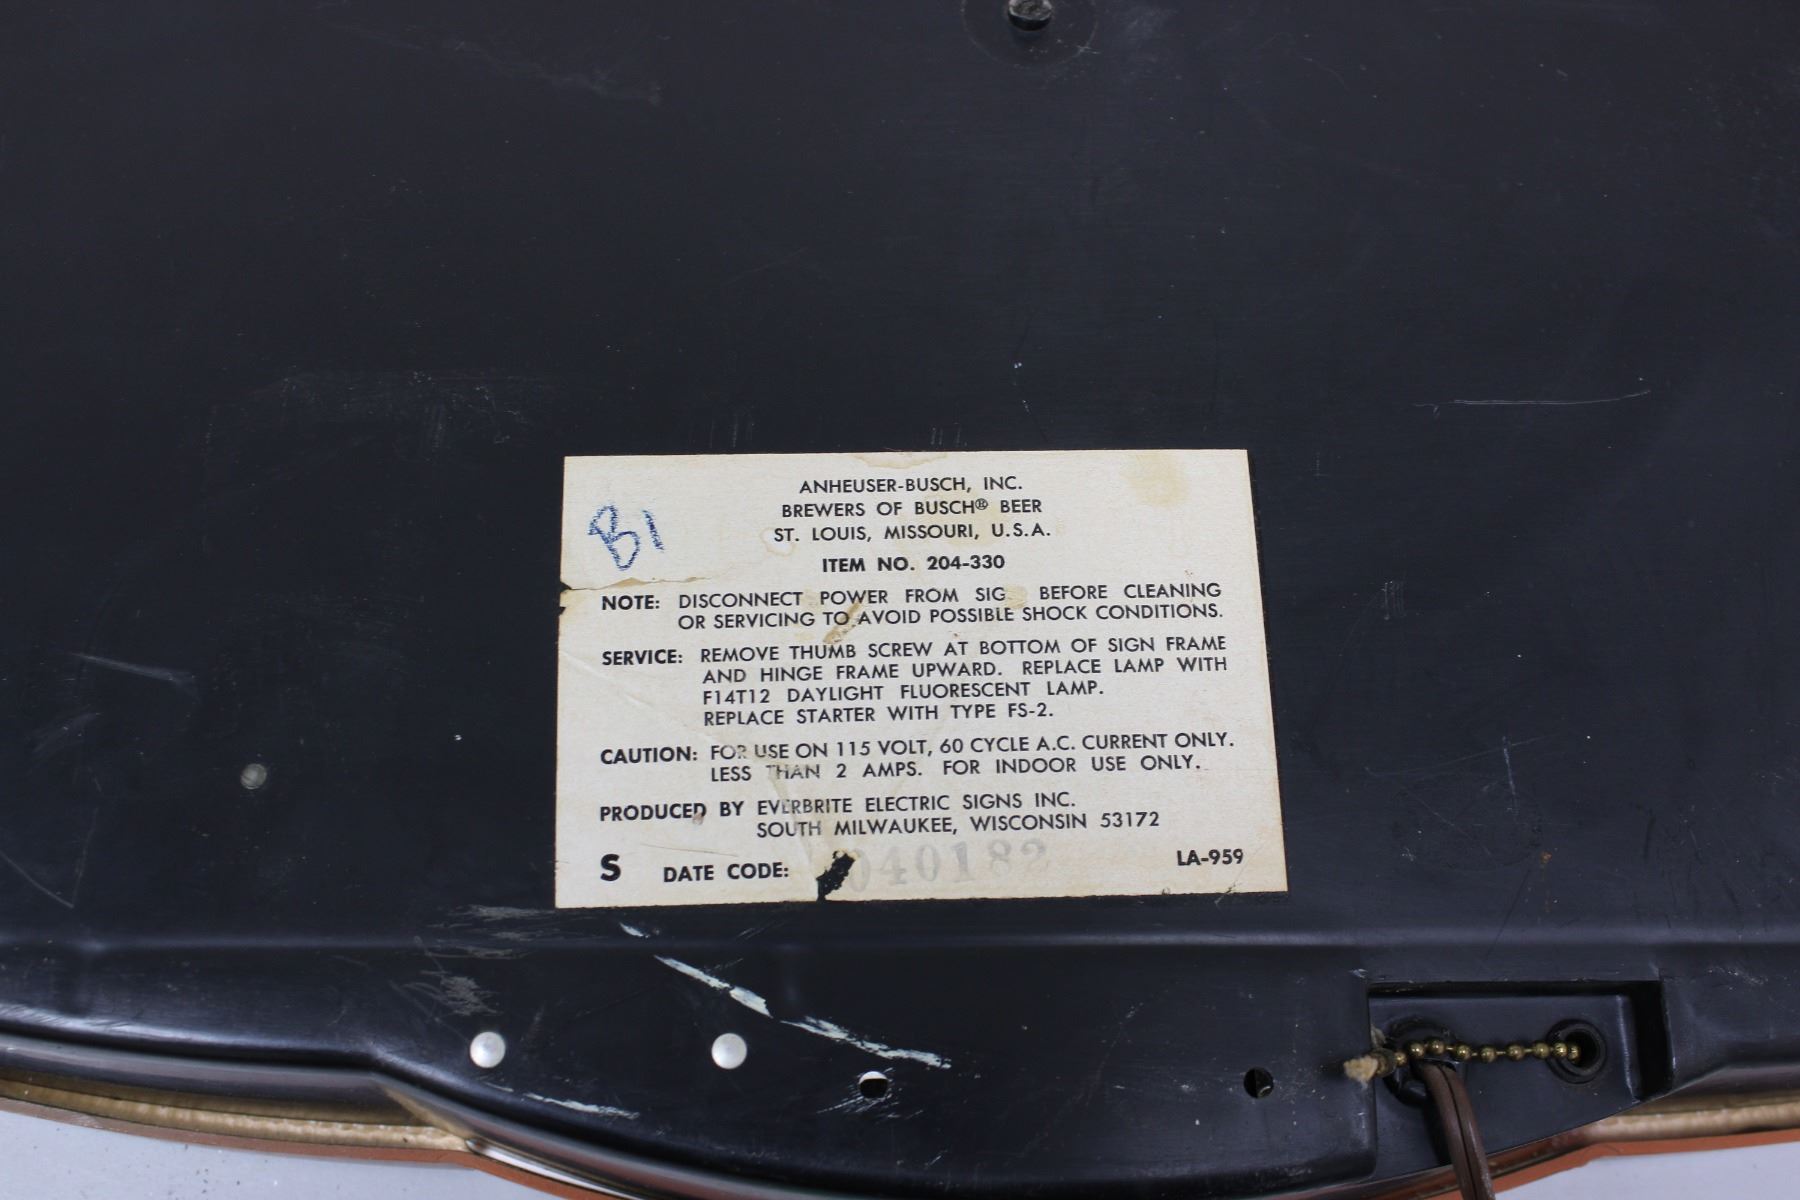 ANHEUSER-BUSCH, INC.
BREWERS OF BUSCH® BEER
ST. LOUIS, MISSOURI, U.S.A.
B1
ITEM NO. 204-330
NOTE: DISCONNECT POWER FROM SIG BEFORE CLEANING
OR SERVICING TO AVOID POSSIBLE SHOCK CONDITIONS.
SERVICE: REMOVE THUMB SCREW AT BOTTOM OF SIGN FRAME
AND HINGE FRAME UPWARD. REPLACE LAMP WITH
F14T12 DAYLIGHT FLUORESCENT LAMP.
REPLACE STARTER WITH TYPE FS-2.
CAUTION: FOR USE ON 115 VOLT, 60 CYCLE A.C. CURRENT ONLY.
LESS THAN 2 AMPS. FOR INDOOR USE ONLY.
PRODUCED BY EVERBRITE ELECTRIC SIGNS INC.
SOUTH MILWAUKEE, WISCONSIN 53172
S DATE CODE: 040182 LA-959